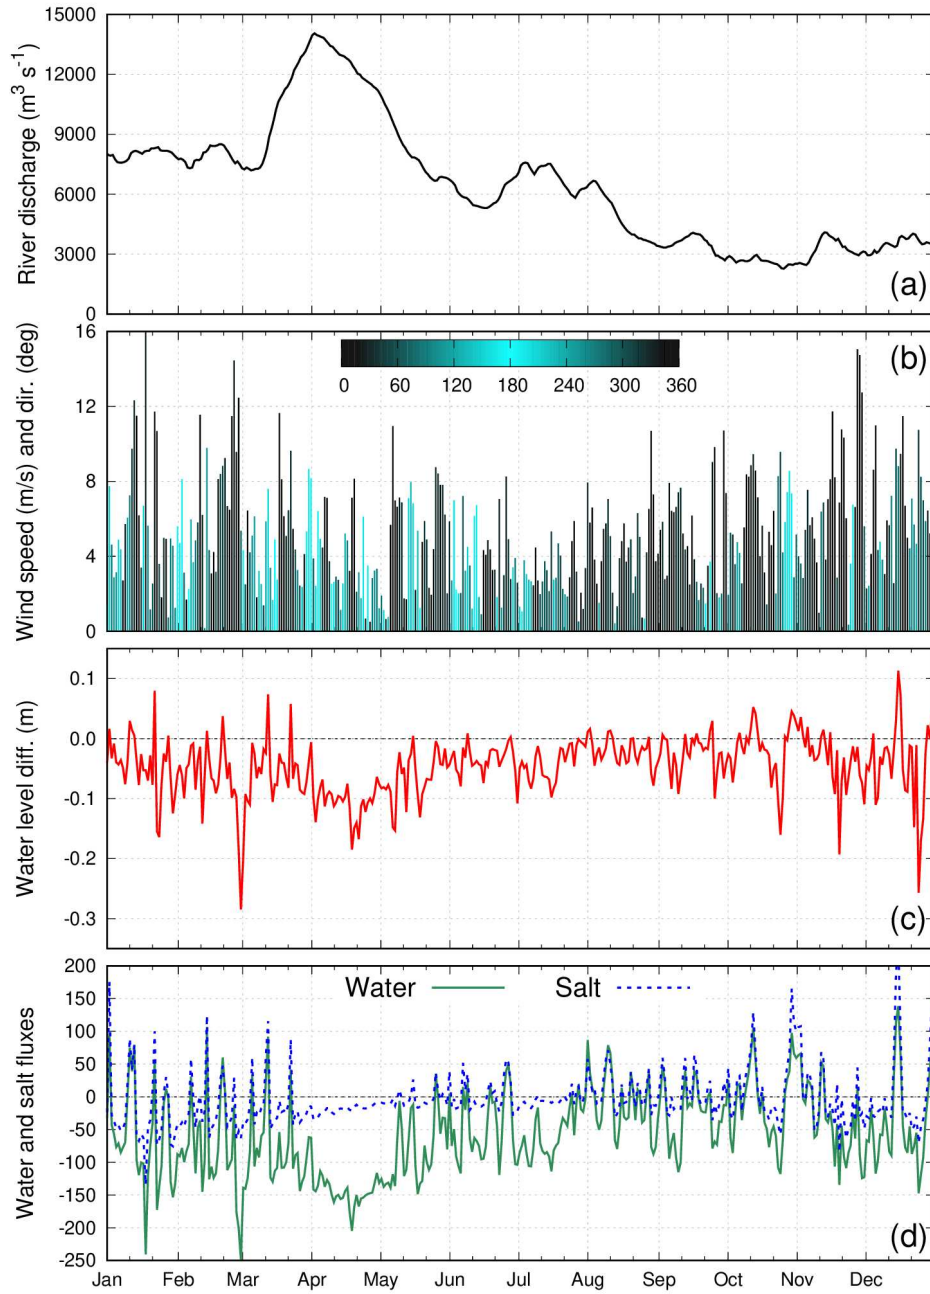 15000
12000
9000
6000
3000
0
River discharge (m³ s⁻¹)
(a)
16
12
8
4
0
Wind speed (m/s) and dir. (deg)
(b)
0 60 120 180 240 300 360
0.1
0.0
-0.1
-0.2
-0.3
Water level diff. (m)
(c)
200
150
100
50
0
-50
-100
-150
-200
-250
Water and salt fluxes
Water Salt
(d)
Jan Feb Mar Apr May Jun Jul Aug Sep Oct Nov Dec